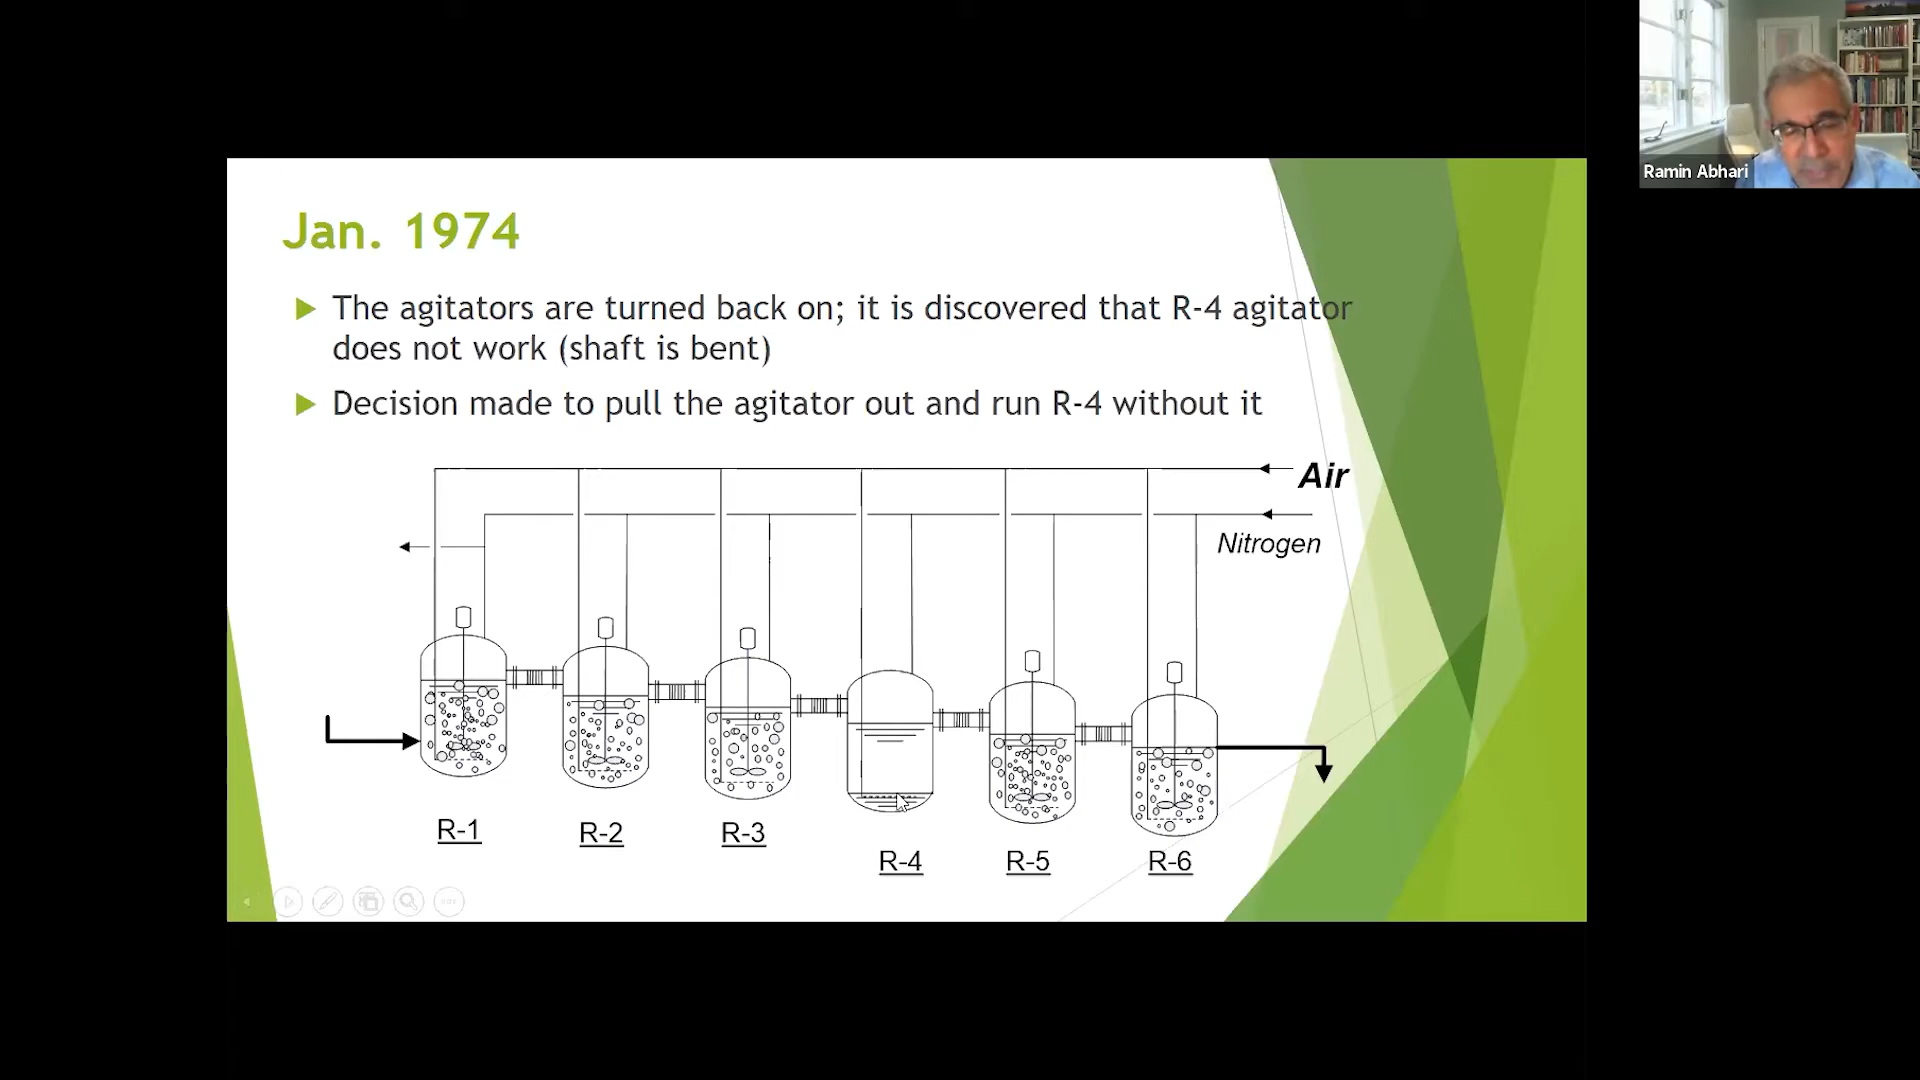 Ramin Abhari
Jan. 1974
The agitators are turned back on; it is discovered that R-4 agitator
does not work (shaft is bent)
Decision made to pull the agitator out and run R-4 without it
Air
Nitrogen
R-1
R-2
R-3
R-4
R-5
R-6